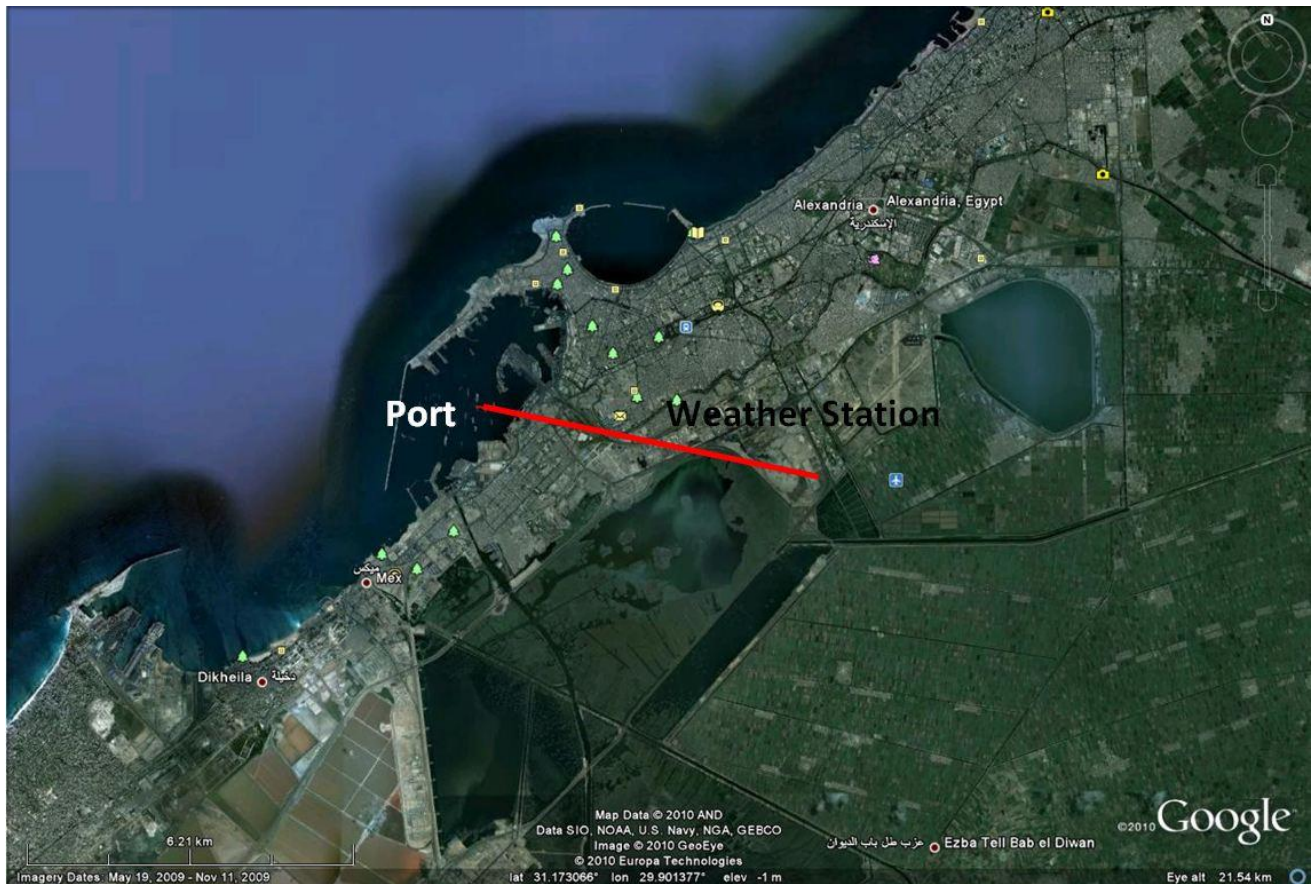 N
Alexandria
Alexandria, Egypt
الإسكندرية
Port
Weather Station
ميكس
Mex
Dikheila
دخيلة
6.21 km
Map Data © 2010 AND
Data SIO, NOAA, U.S. Navy, NGA, GEBCO
Image © 2010 GeoEye
© 2010 Europa Technologies
©2010 Google
عزب طل باب الديوان
Ezba Tell Bab el Diwan
Imagery Dates May 19, 2009 - Nov 11, 2009
lat 31.173066° lon 29.901377° elev -1 m
Eye alt 21.54 km